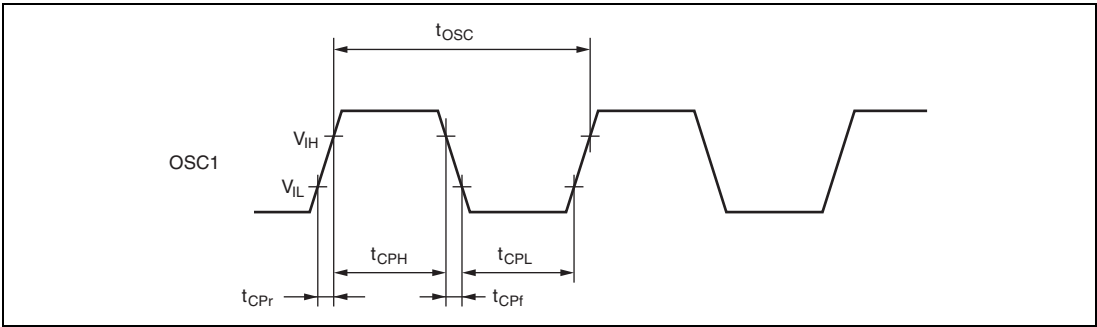 tOSC
VIH
OSC1
VIL
tCPH
tCPL
tCPr
tCPf